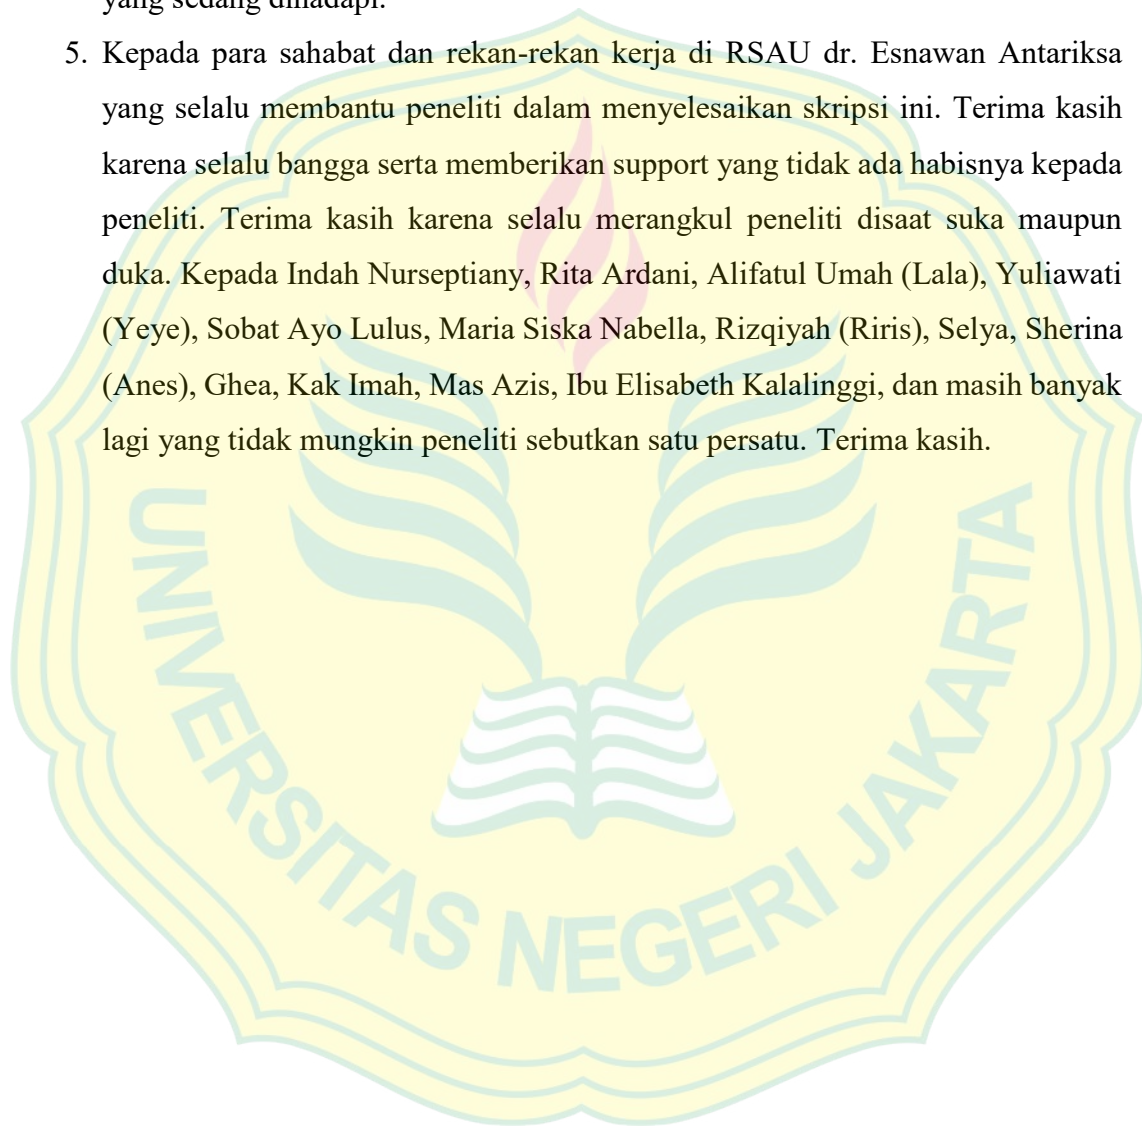 yang sedang dihadapi.
5. Kepada para sahabat dan rekan-rekan kerja di RSAU dr. Esnawan Antariksa
yang selalu membantu peneliti dalam menyelesaikan skripsi ini. Terima kasih
karena selalu bangga serta memberikan support yang tidak ada habisnya kepada
peneliti. Terima kasih karena selalu merangkul peneliti disaat suka maupun
duka. Kepada Indah Nurseptiany, Rita Ardani, Alifatul Umah (Lala), Yuliawati
(Yeye), Sobat Ayo Lulus, Maria Siska Nabella, Rizqiyah (Riris), Selya, Sherina
(Anes), Ghea, Kak Imah, Mas Azis, Ibu Elisabeth Kalalinggi, dan masih banyak
lagi yang tidak mungkin peneliti sebutkan satu persatu. Terima kasih.
UNIVERSITAS NEGERI JAKARTA